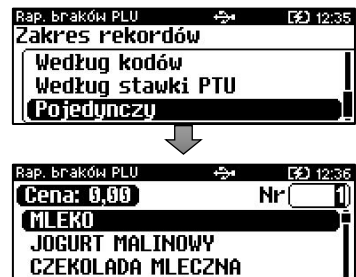 Rap. braków PLU 12:35
Zakres rekordów
Według kodów
Według stawki PTU
Pojedynczy
Rap. braków PLU 12:36
Cena: 0,00 Nr 1
MLEKO
JOGURT MALINOWY
CZEKOLADA MLECZNA